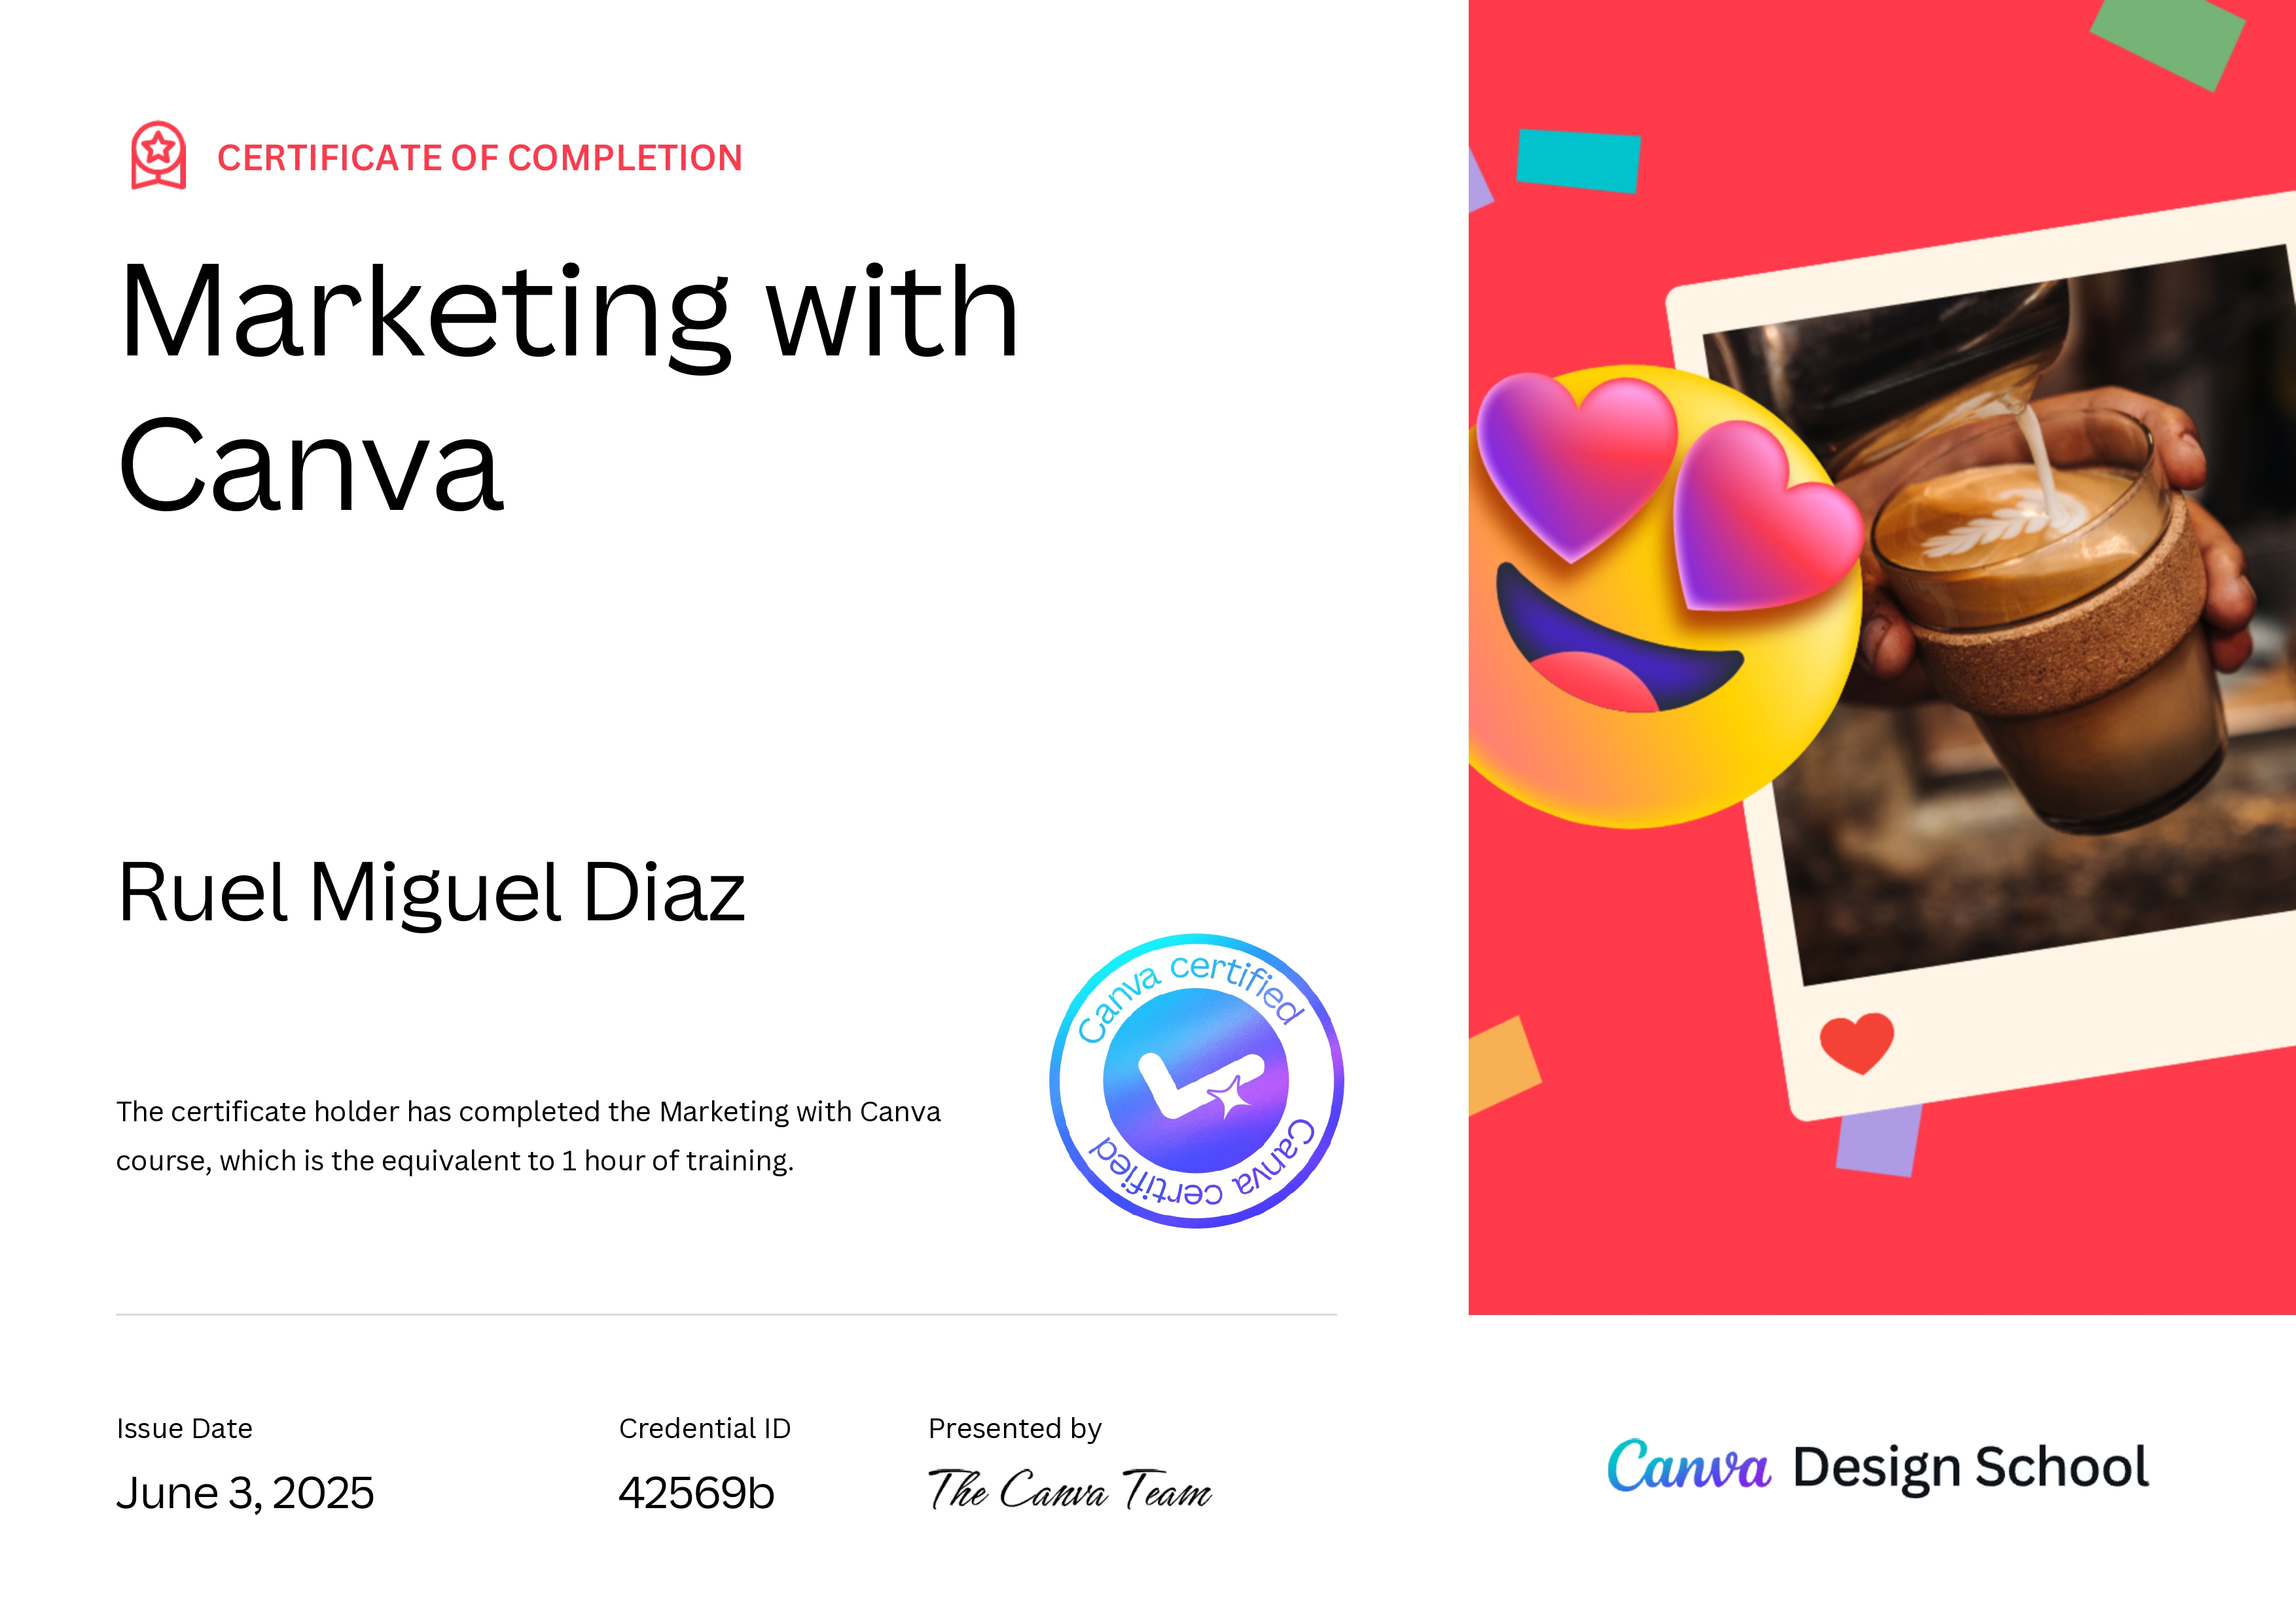 CERTIFICATE OF COMPLETION
Marketing with
Canva
Ruel Miguel Diaz
The certificate holder has completed the Marketing with Canva
course, which is the equivalent to 1 hour of training.
Canva certified
Canva certified
Issue Date
June 3, 2025
Credential ID
42569b
Presented by
The Canva Team
Canva Design School